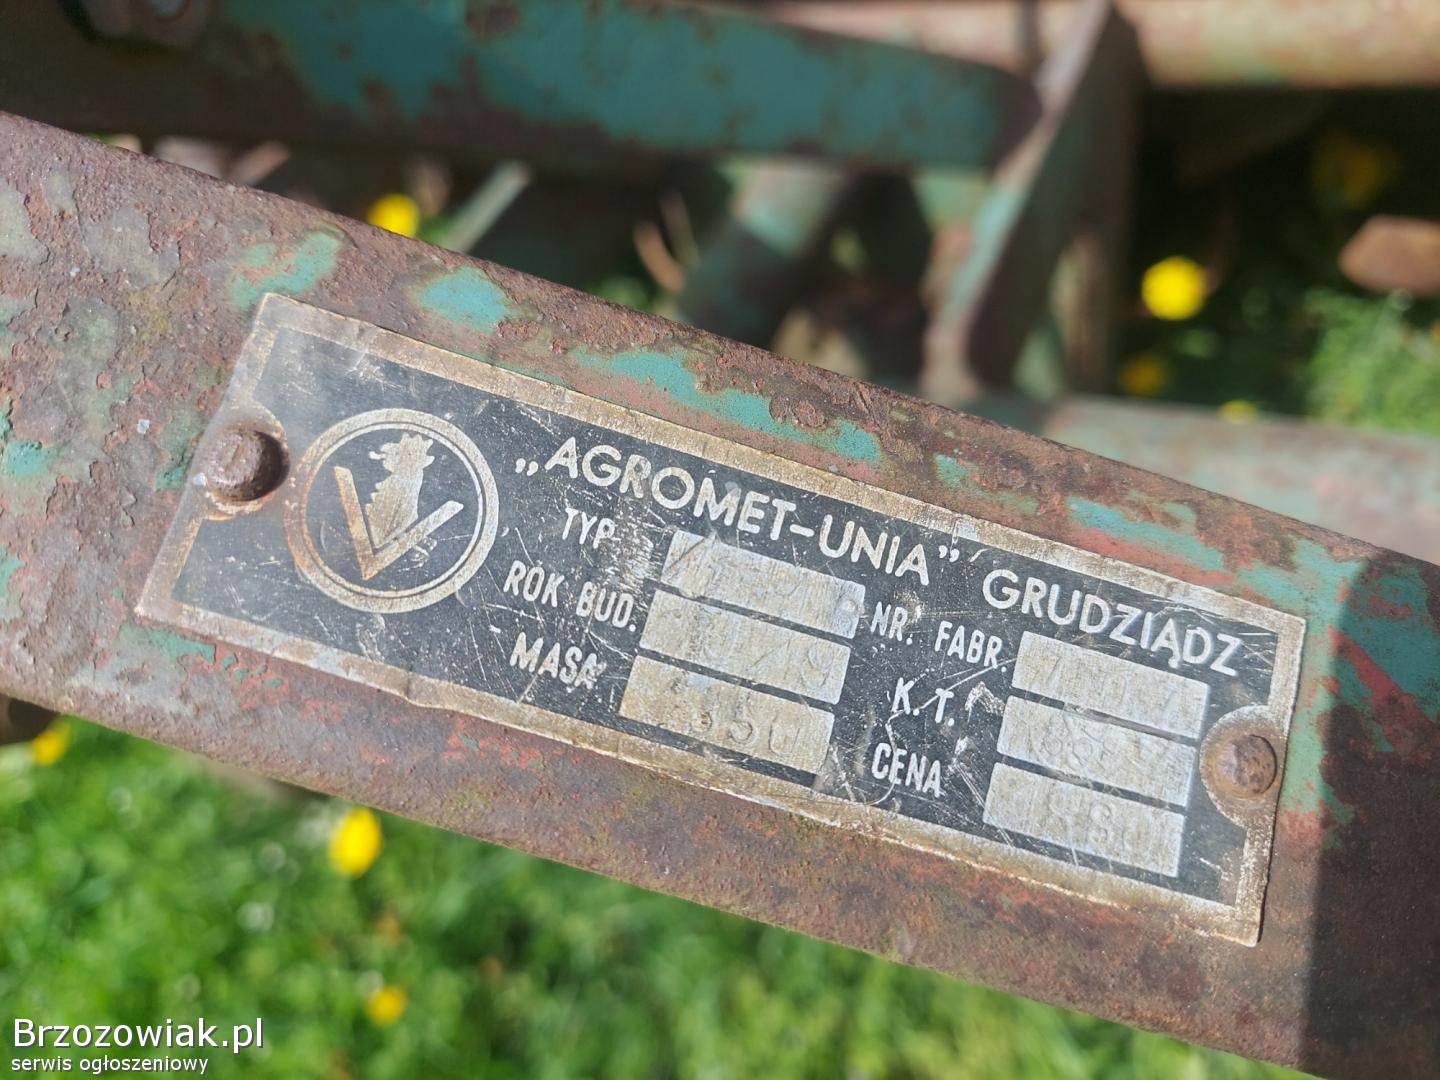 „AGROMET-UNIA” GRUDZIĄDZ
TYP NR. FABR
ROK BUD. K. T.
MASA CENA
Brzozowiak.pl
serwis ogłoszeniowy